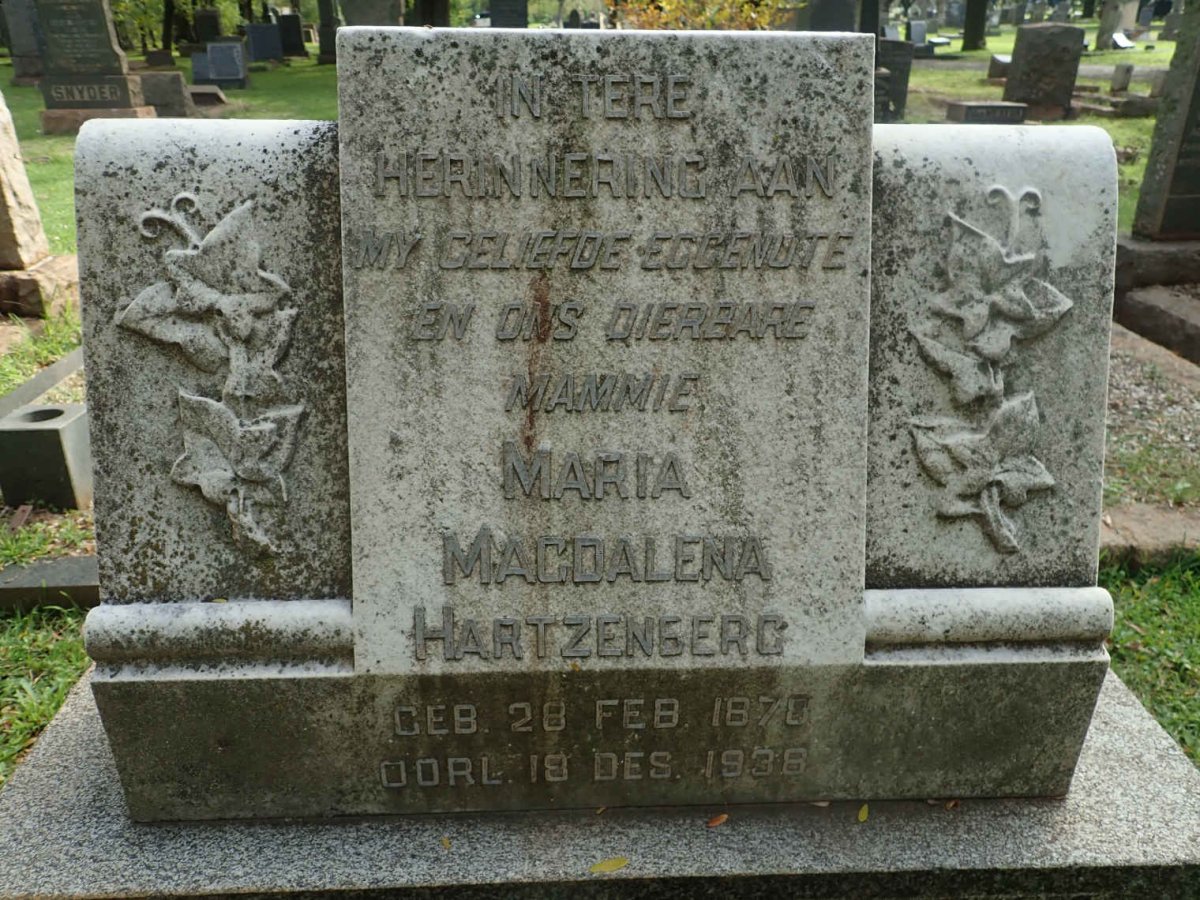 SNYDER
IN TERE
HERINNERING AAN
MY GELIEFDE EGGENOTE
EN ONS DIERBARE
MAMMIE
MARIA
MAGDALENA
HARTZENBERG
GEB. 28 FEB. 1870
OORL. 19 DES. 1938